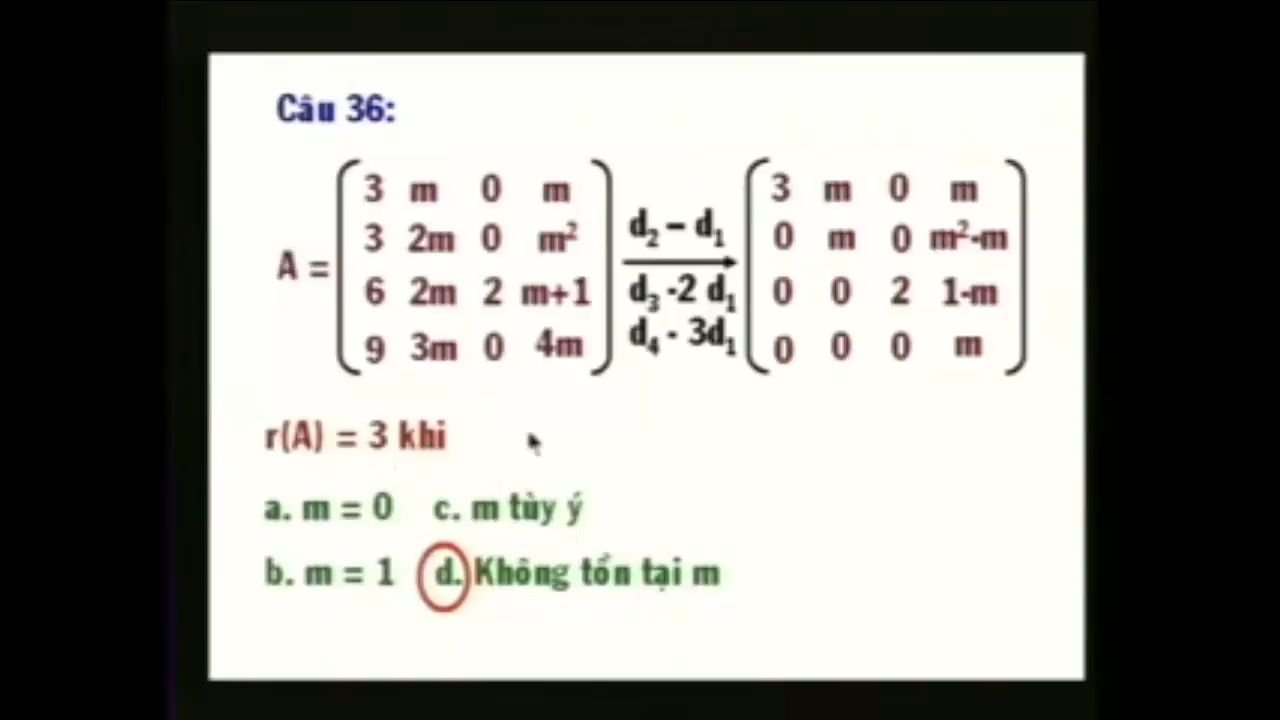 Câu 36:
A = ( 3 m 0 m
3 2m 0 m²
6 2m 2 m+1
9 3m 0 4m )
d₂ – d₁
d₃ -2 d₁
d₄ - 3d₁
( 3 m 0 m
0 m 0 m²-m
0 0 2 1-m
0 0 0 m )
r(A) = 3 khi
a. m = 0 c. m tùy ý
b. m = 1 d. Không tồn tại m